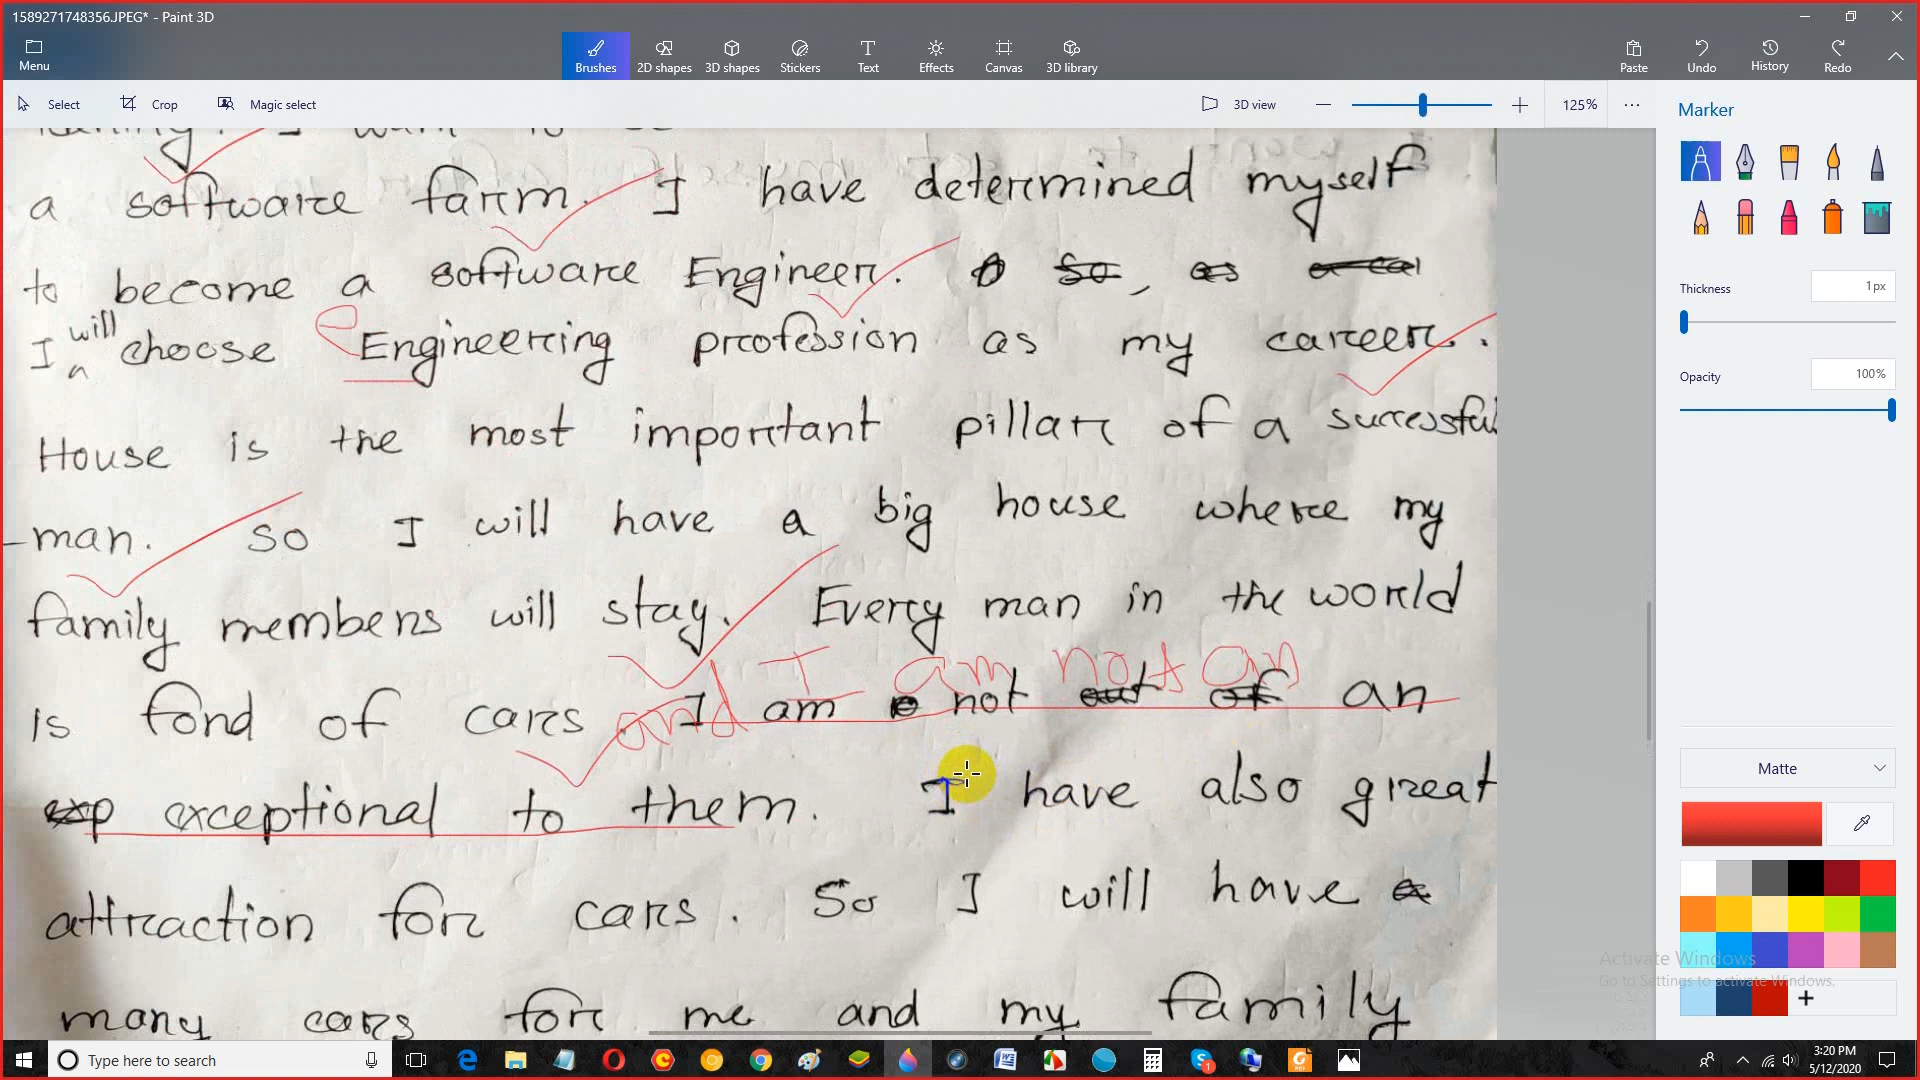 1589271748356.JPEG* - Paint 3D
Menu
Brushes 2D shapes 3D shapes Stickers Text Effects Canvas 3D library Paste Undo History Redo
Select Crop Magic select 3D view 125% ...
Marker
Thickness 1px
Opacity 100%
Matte
I want to
a software farm. I have determined myself
to become a software Engineer. So, as
I will choose Engineering profession as my career.
e
House is the most important pillar of a successful
-man. So I will have a big house where my
family members will stay. Every man in the world
and I am not an
is fond of cars. I am not out of an
exp exceptional to them. I have also great
attraction for cars. So I will have a
many cars for me and my family
Activate Windows
Go to Settings to activate Windows.
Type here to search
3:20 PM
5/12/2020